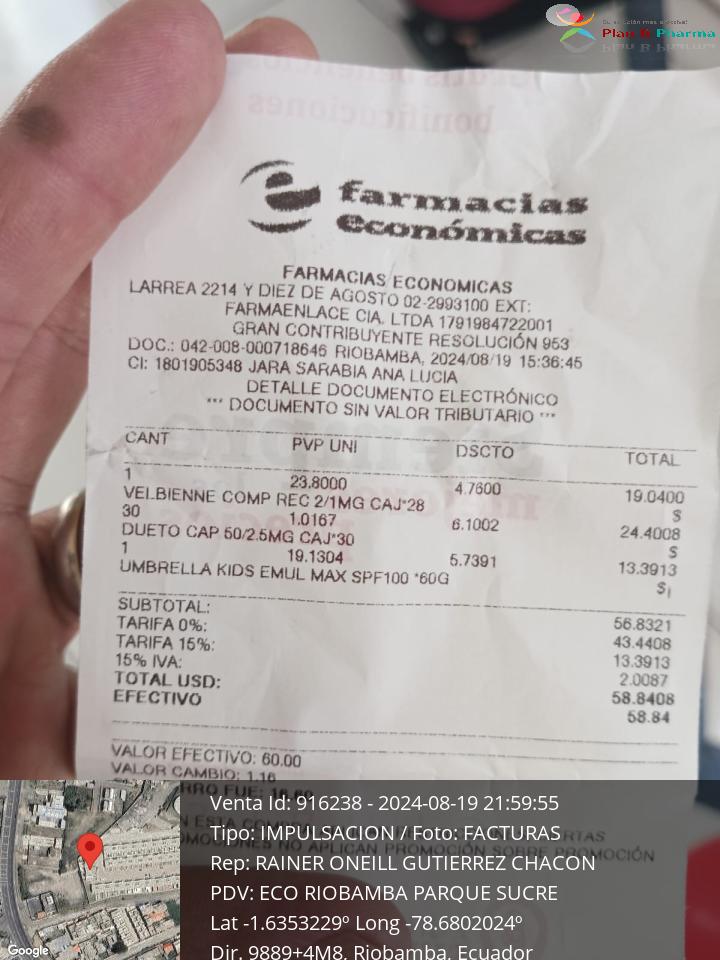 Plan & Pharma
farmacias
económicas
FARMACIAS ECONOMICAS
LARREA 2214 Y DIEZ DE AGOSTO 02-2993100 EXT:
FARMAENLACE CIA. LTDA 1791984722001
GRAN CONTRIBUYENTE RESOLUCIÓN 953
DOC.: 042-008-000718646 RIOBAMBA, 2024/08/19 15:36:45
CI: 1801905348 JARA SARABIA ANA LUCIA
DETALLE DOCUMENTO ELECTRÓNICO
*** DOCUMENTO SIN VALOR TRIBUTARIO ***
CANT PVP UNI DSCTO TOTAL
1 23.8000 4.7600 19.0400
VELBIENNE COMP REC 2/1MG CAJ*28 $
30 1.0167 6.1002 24.4008
DUETO CAP 50/2.5MG CAJ*30 $
1 19.1304 5.7391 13.3913
UMBRELLA KIDS EMUL MAX SPF100 *60G $
SUBTOTAL: 56.8321
TARIFA 0%: 43.4408
TARIFA 15%: 13.3913
15% IVA: 2.0087
TOTAL USD: 58.8408
EFECTIVO 58.84
VALOR EFECTIVO: 60.00
VALOR CAMBIO: 1.16
Venta Id: 916238 - 2024-08-19 21:59:55
Tipo: IMPULSACION / Foto: FACTURAS
Rep: RAINER ONEILL GUTIERREZ CHACON
PDV: ECO RIOBAMBA PARQUE SUCRE
Lat -1.6353229º Long -78.6802024º
Dir. 9889+4M8, Riobamba, Ecuador
Google